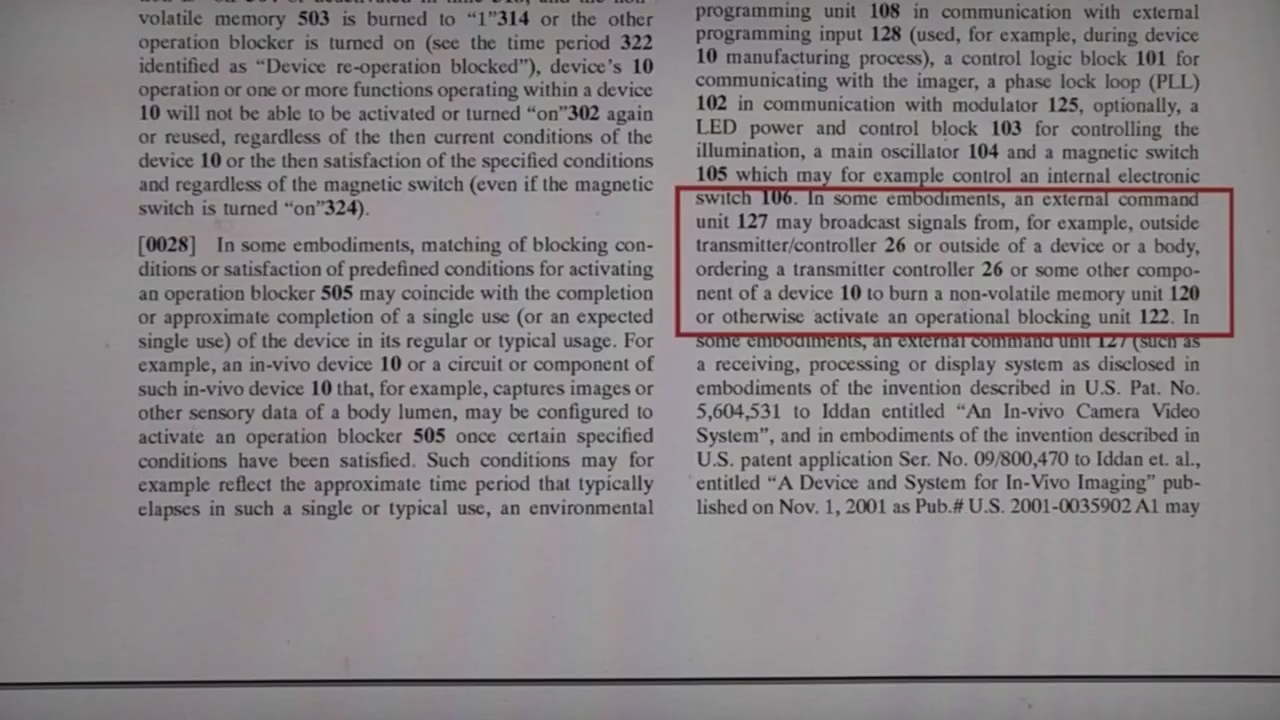 volatile memory 503 is burned to “1”314 or the other
operation blocker is turned on (see the time period 322
identified as “Device re-operation blocked”), device’s 10
operation or one or more functions operating within a device
10 will not be able to be activated or turned “on”302 again
or reused, regardless of the then current conditions of the
device 10 or the then satisfaction of the specified conditions
and regardless of the magnetic switch (even if the magnetic
switch is turned “on”324).
[0028] In some embodiments, matching of blocking con-
ditions or satisfaction of predefined conditions for activating
an operation blocker 505 may coincide with the completion
or approximate completion of a single use (or an expected
single use) of the device in its regular or typical usage. For
example, an in-vivo device 10 or a circuit or component of
such in-vivo device 10 that, for example, captures images or
other sensory data of a body lumen, may be configured to
activate an operation blocker 505 once certain specified
conditions have been satisfied. Such conditions may for
example reflect the approximate time period that typically
elapses in such a single or typical use, an environmental
programming unit 108 in communication with external
programming input 128 (used, for example, during device
10 manufacturing process), a control logic block 101 for
communicating with the imager, a phase lock loop (PLL)
102 in communication with modulator 125, optionally, a
LED power and control block 103 for controlling the
illumination, a main oscillator 104 and a magnetic switch
105 which may for example control an internal electronic
switch 106. In some embodiments, an external command
unit 127 may broadcast signals from, for example, outside
transmitter/controller 26 or outside of a device or a body,
ordering a transmitter controller 26 or some other compo-
nent of a device 10 to burn a non-volatile memory unit 120
or otherwise activate an operational blocking unit 122. In
some embodiments, an external command unit 127 (such as
a receiving, processing or display system as disclosed in
embodiments of the invention described in U.S. Pat. No.
5,604,531 to Iddan entitled “An In-vivo Camera Video
System”, and in embodiments of the invention described in
U.S. patent application Ser. No. 09/800,470 to Iddan et. al.,
entitled “A Device and System for In-Vivo Imaging” pub-
lished on Nov. 1, 2001 as Pub.# U.S. 2001-0035902 A1 may